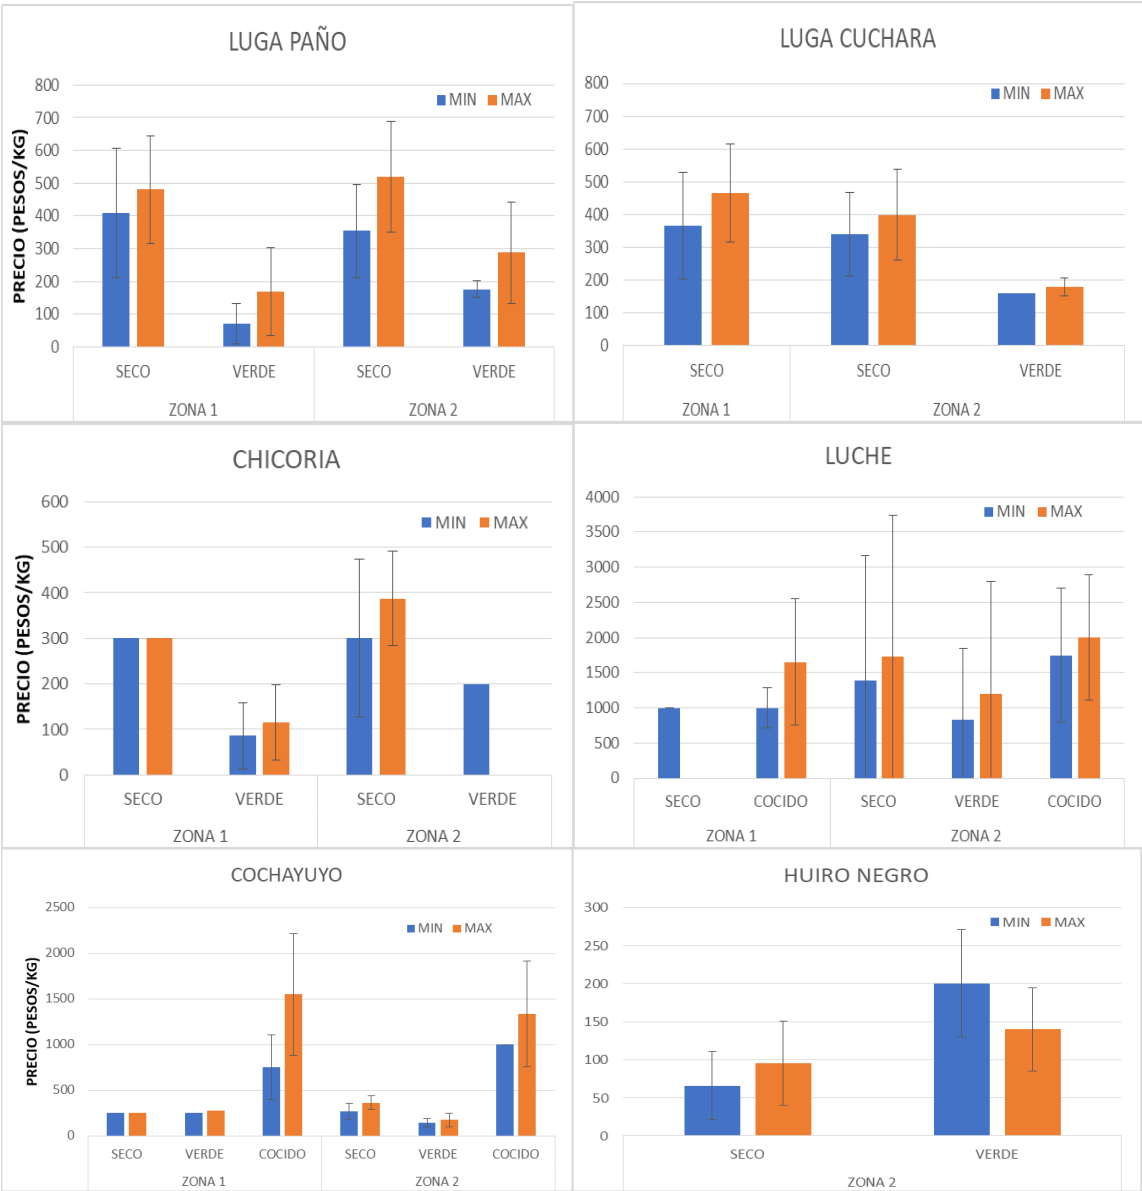 LUGA PAÑO
PRECIO (PESOS/KG)
800
700
600
500
400
300
200
100
0
MIN MAX
SECO VERDE SECO VERDE
ZONA 1 ZONA 2
LUGA CUCHARA
800
700
600
500
400
300
200
100
0
MIN MAX
SECO SECO VERDE
ZONA 1 ZONA 2
CHICORIA
PRECIO (PESOS/KG)
600
500
400
300
200
100
0
MIN MAX
SECO VERDE SECO VERDE
ZONA 1 ZONA 2
LUCHE
4000
3500
3000
2500
2000
1500
1000
500
0
MIN MAX
SECO COCIDO SECO VERDE COCIDO
ZONA 1 ZONA 2
COCHAYUYO
PRECIO (PESOS/KG)
2500
2000
1500
1000
500
0
MIN MAX
SECO VERDE COCIDO SECO VERDE COCIDO
ZONA 1 ZONA 2
HUIRO NEGRO
300
250
200
150
100
50
0
MIN MAX
SECO VERDE
ZONA 2